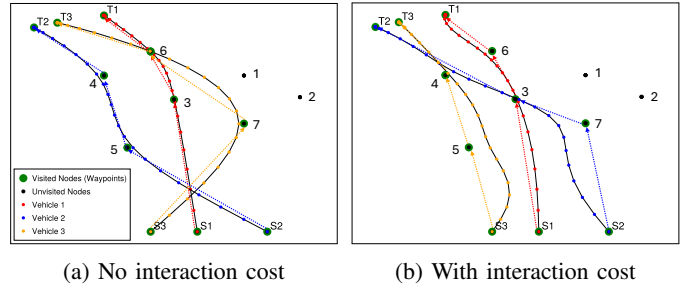 T2 T3 T1
6
4
3
1
2
7
5
S3 S1 S2
Visited Nodes (Waypoints)
Unvisited Nodes
Vehicle 1
Vehicle 2
Vehicle 3
(a) No interaction cost
T2 T3 T1
6
4
3
1
2
7
5
S3 S1 S2
(b) With interaction cost